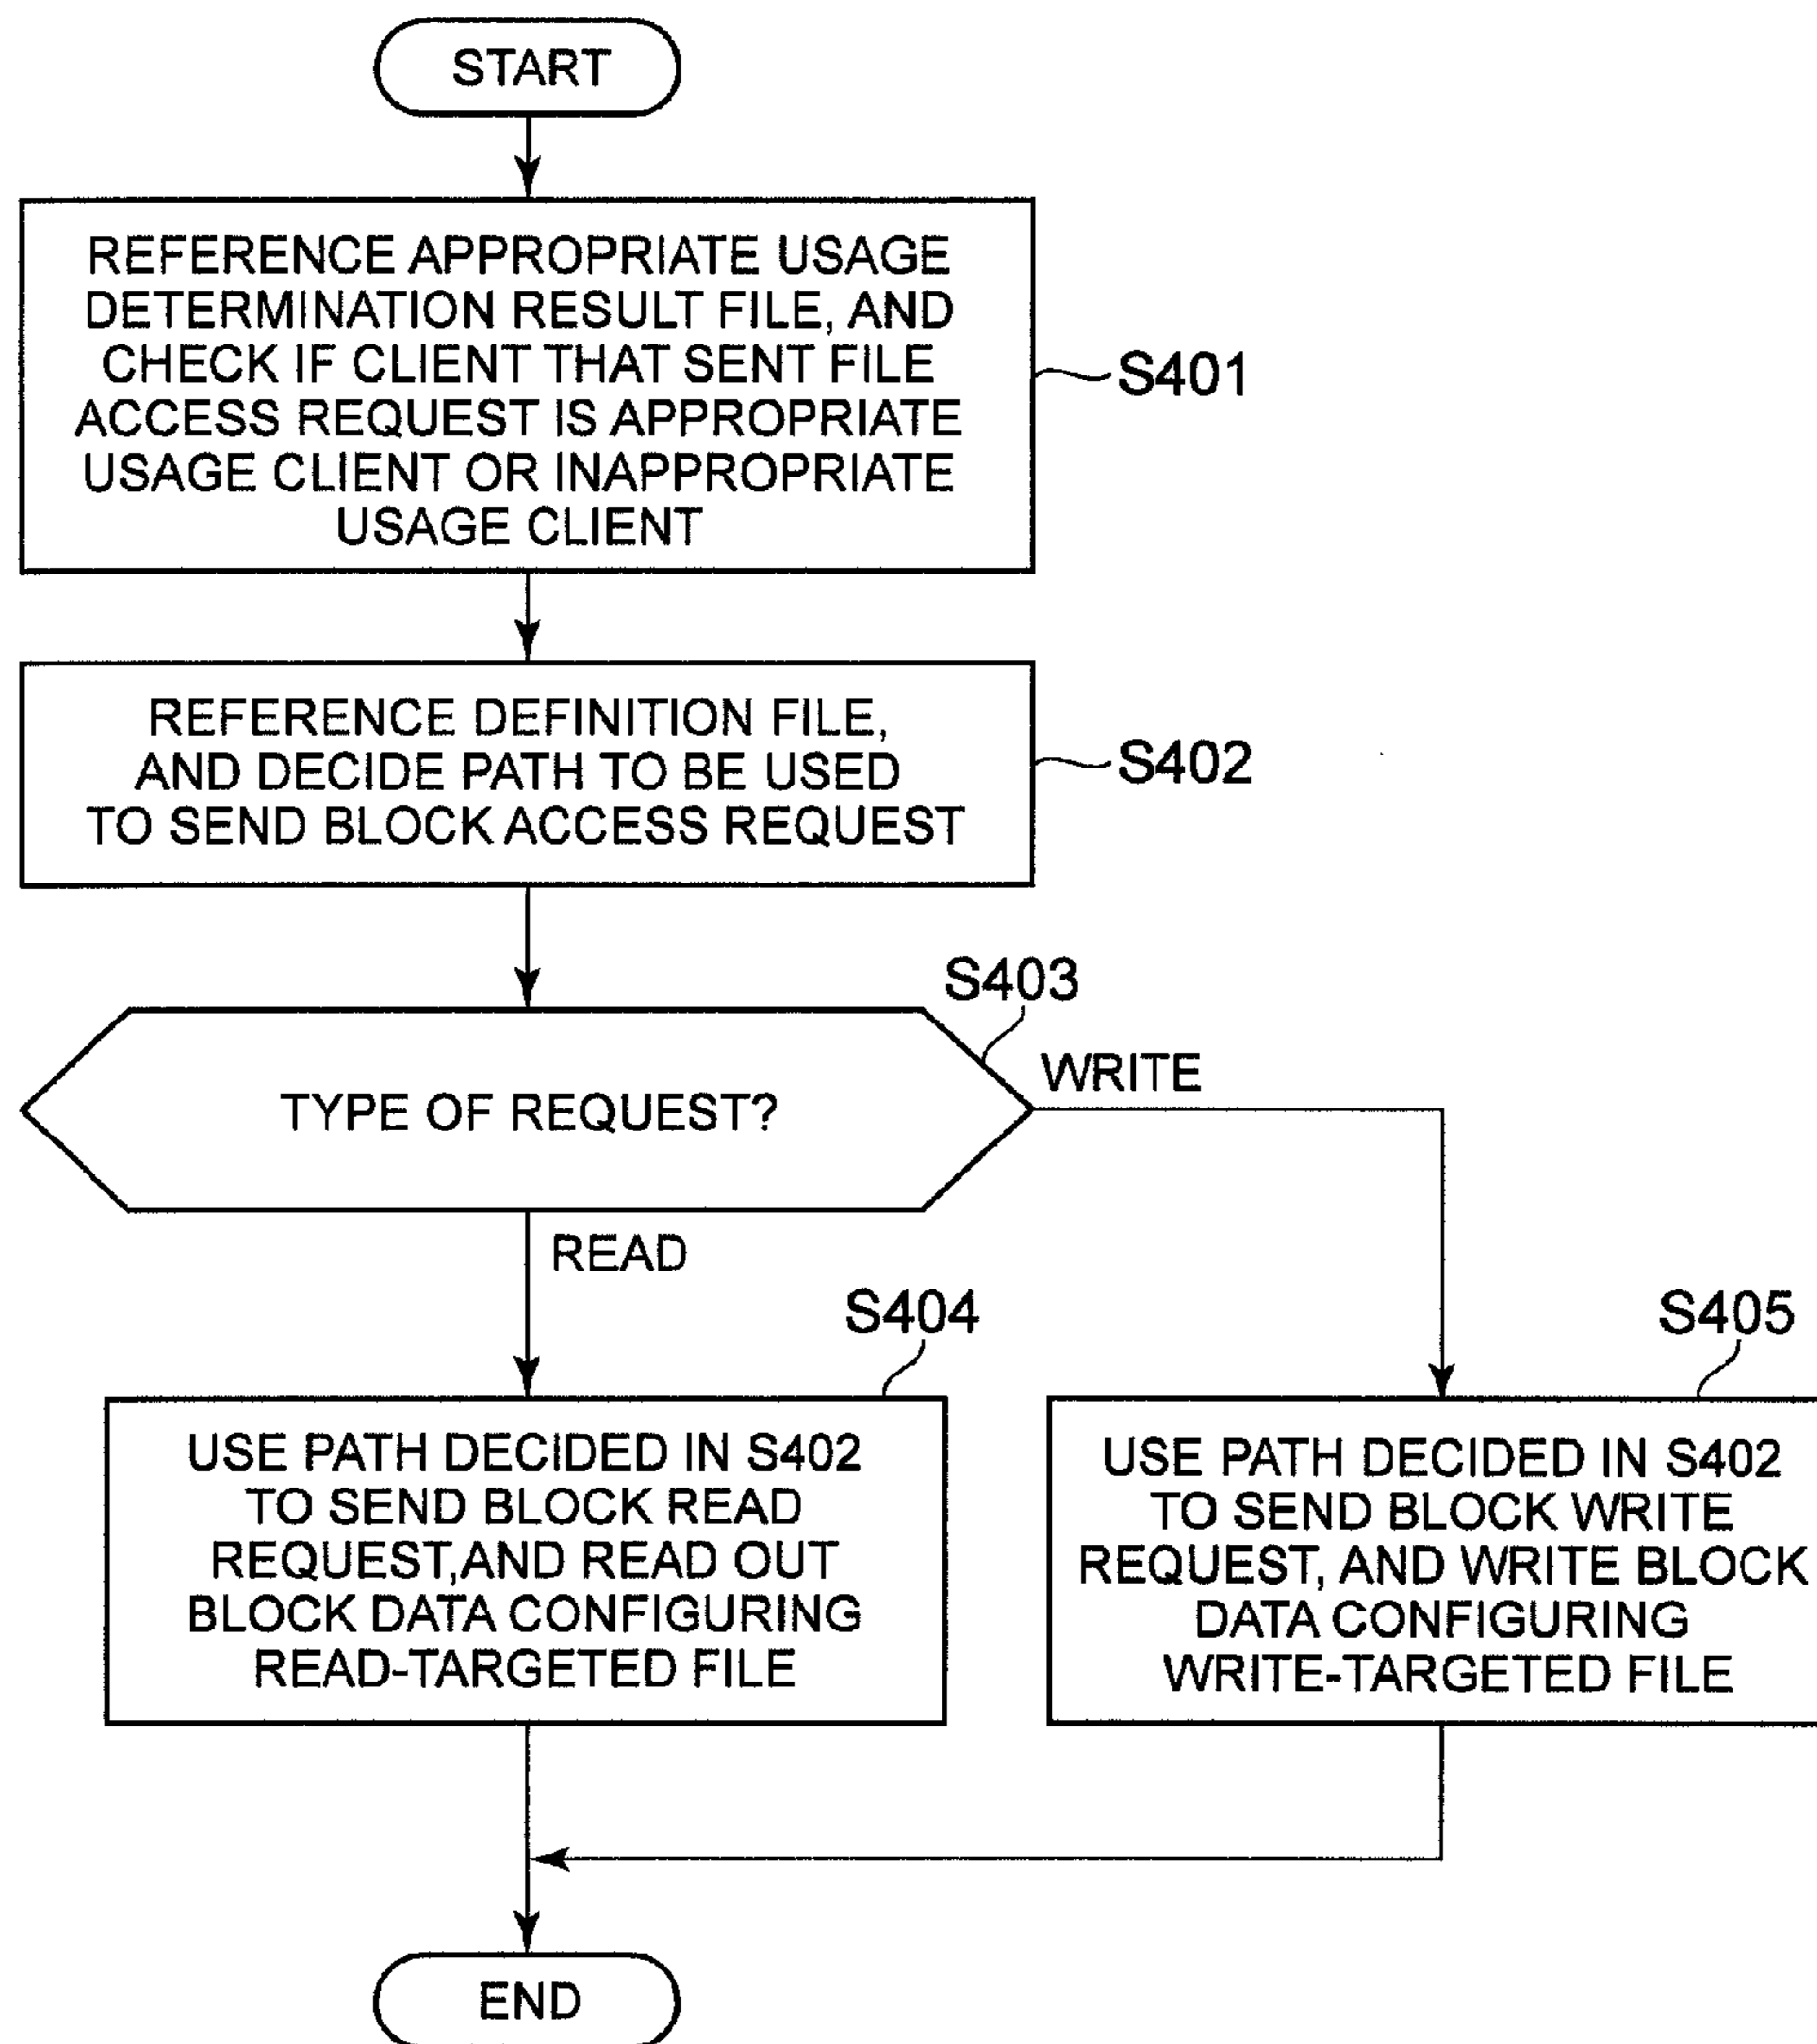 START
REFERENCE APPROPRIATE USAGE
DETERMINATION RESULT FILE, AND
CHECK IF CLIENT THAT SENT FILE
ACCESS REQUEST IS APPROPRIATE
USAGE CLIENT OR INAPPROPRIATE
USAGE CLIENT
S401
REFERENCE DEFINITION FILE,
AND DECIDE PATH TO BE USED
TO SEND BLOCK ACCESS REQUEST
S402
S403
TYPE OF REQUEST?
WRITE
READ
S404
USE PATH DECIDED IN S402
TO SEND BLOCK READ
REQUEST,AND READ OUT
BLOCK DATA CONFIGURING
READ-TARGETED FILE
S405
USE PATH DECIDED IN S402
TO SEND BLOCK WRITE
REQUEST, AND WRITE BLOCK
DATA CONFIGURING
WRITE-TARGETED FILE
END